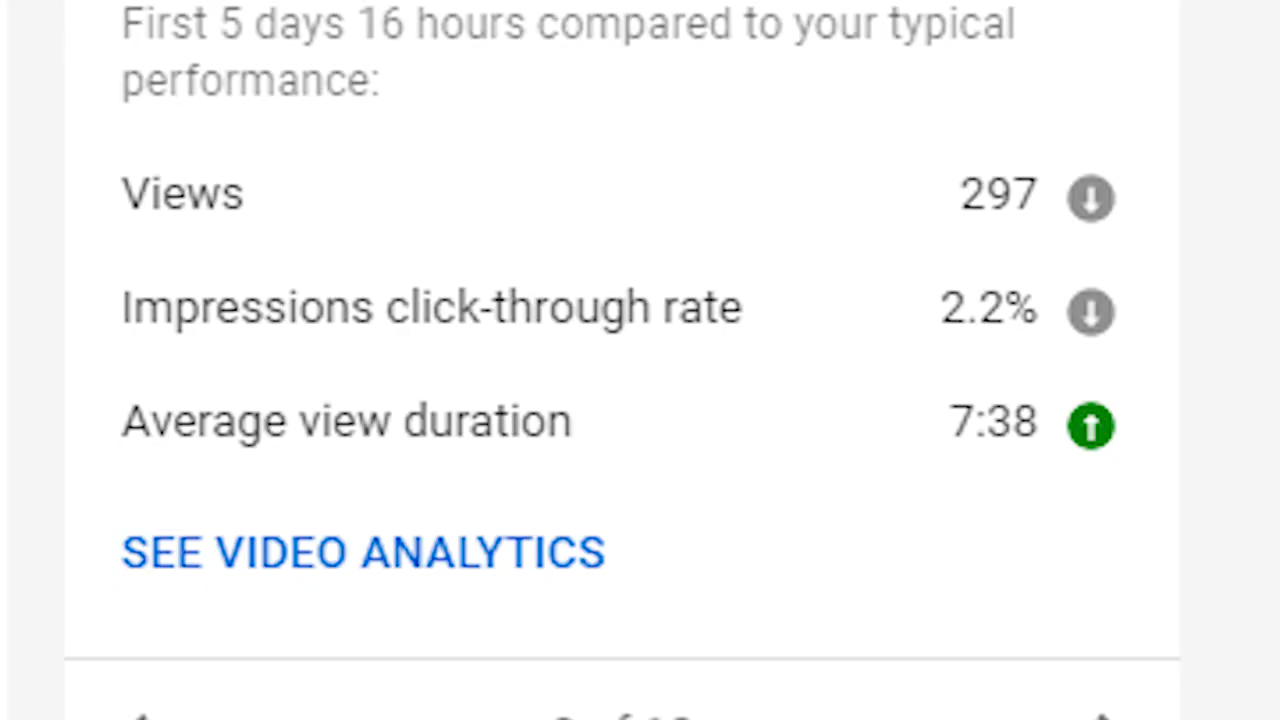 First 5 days 16 hours compared to your typical
performance:
Views 297
Impressions click-through rate 2.2%
Average view duration 7:38
SEE VIDEO ANALYTICS